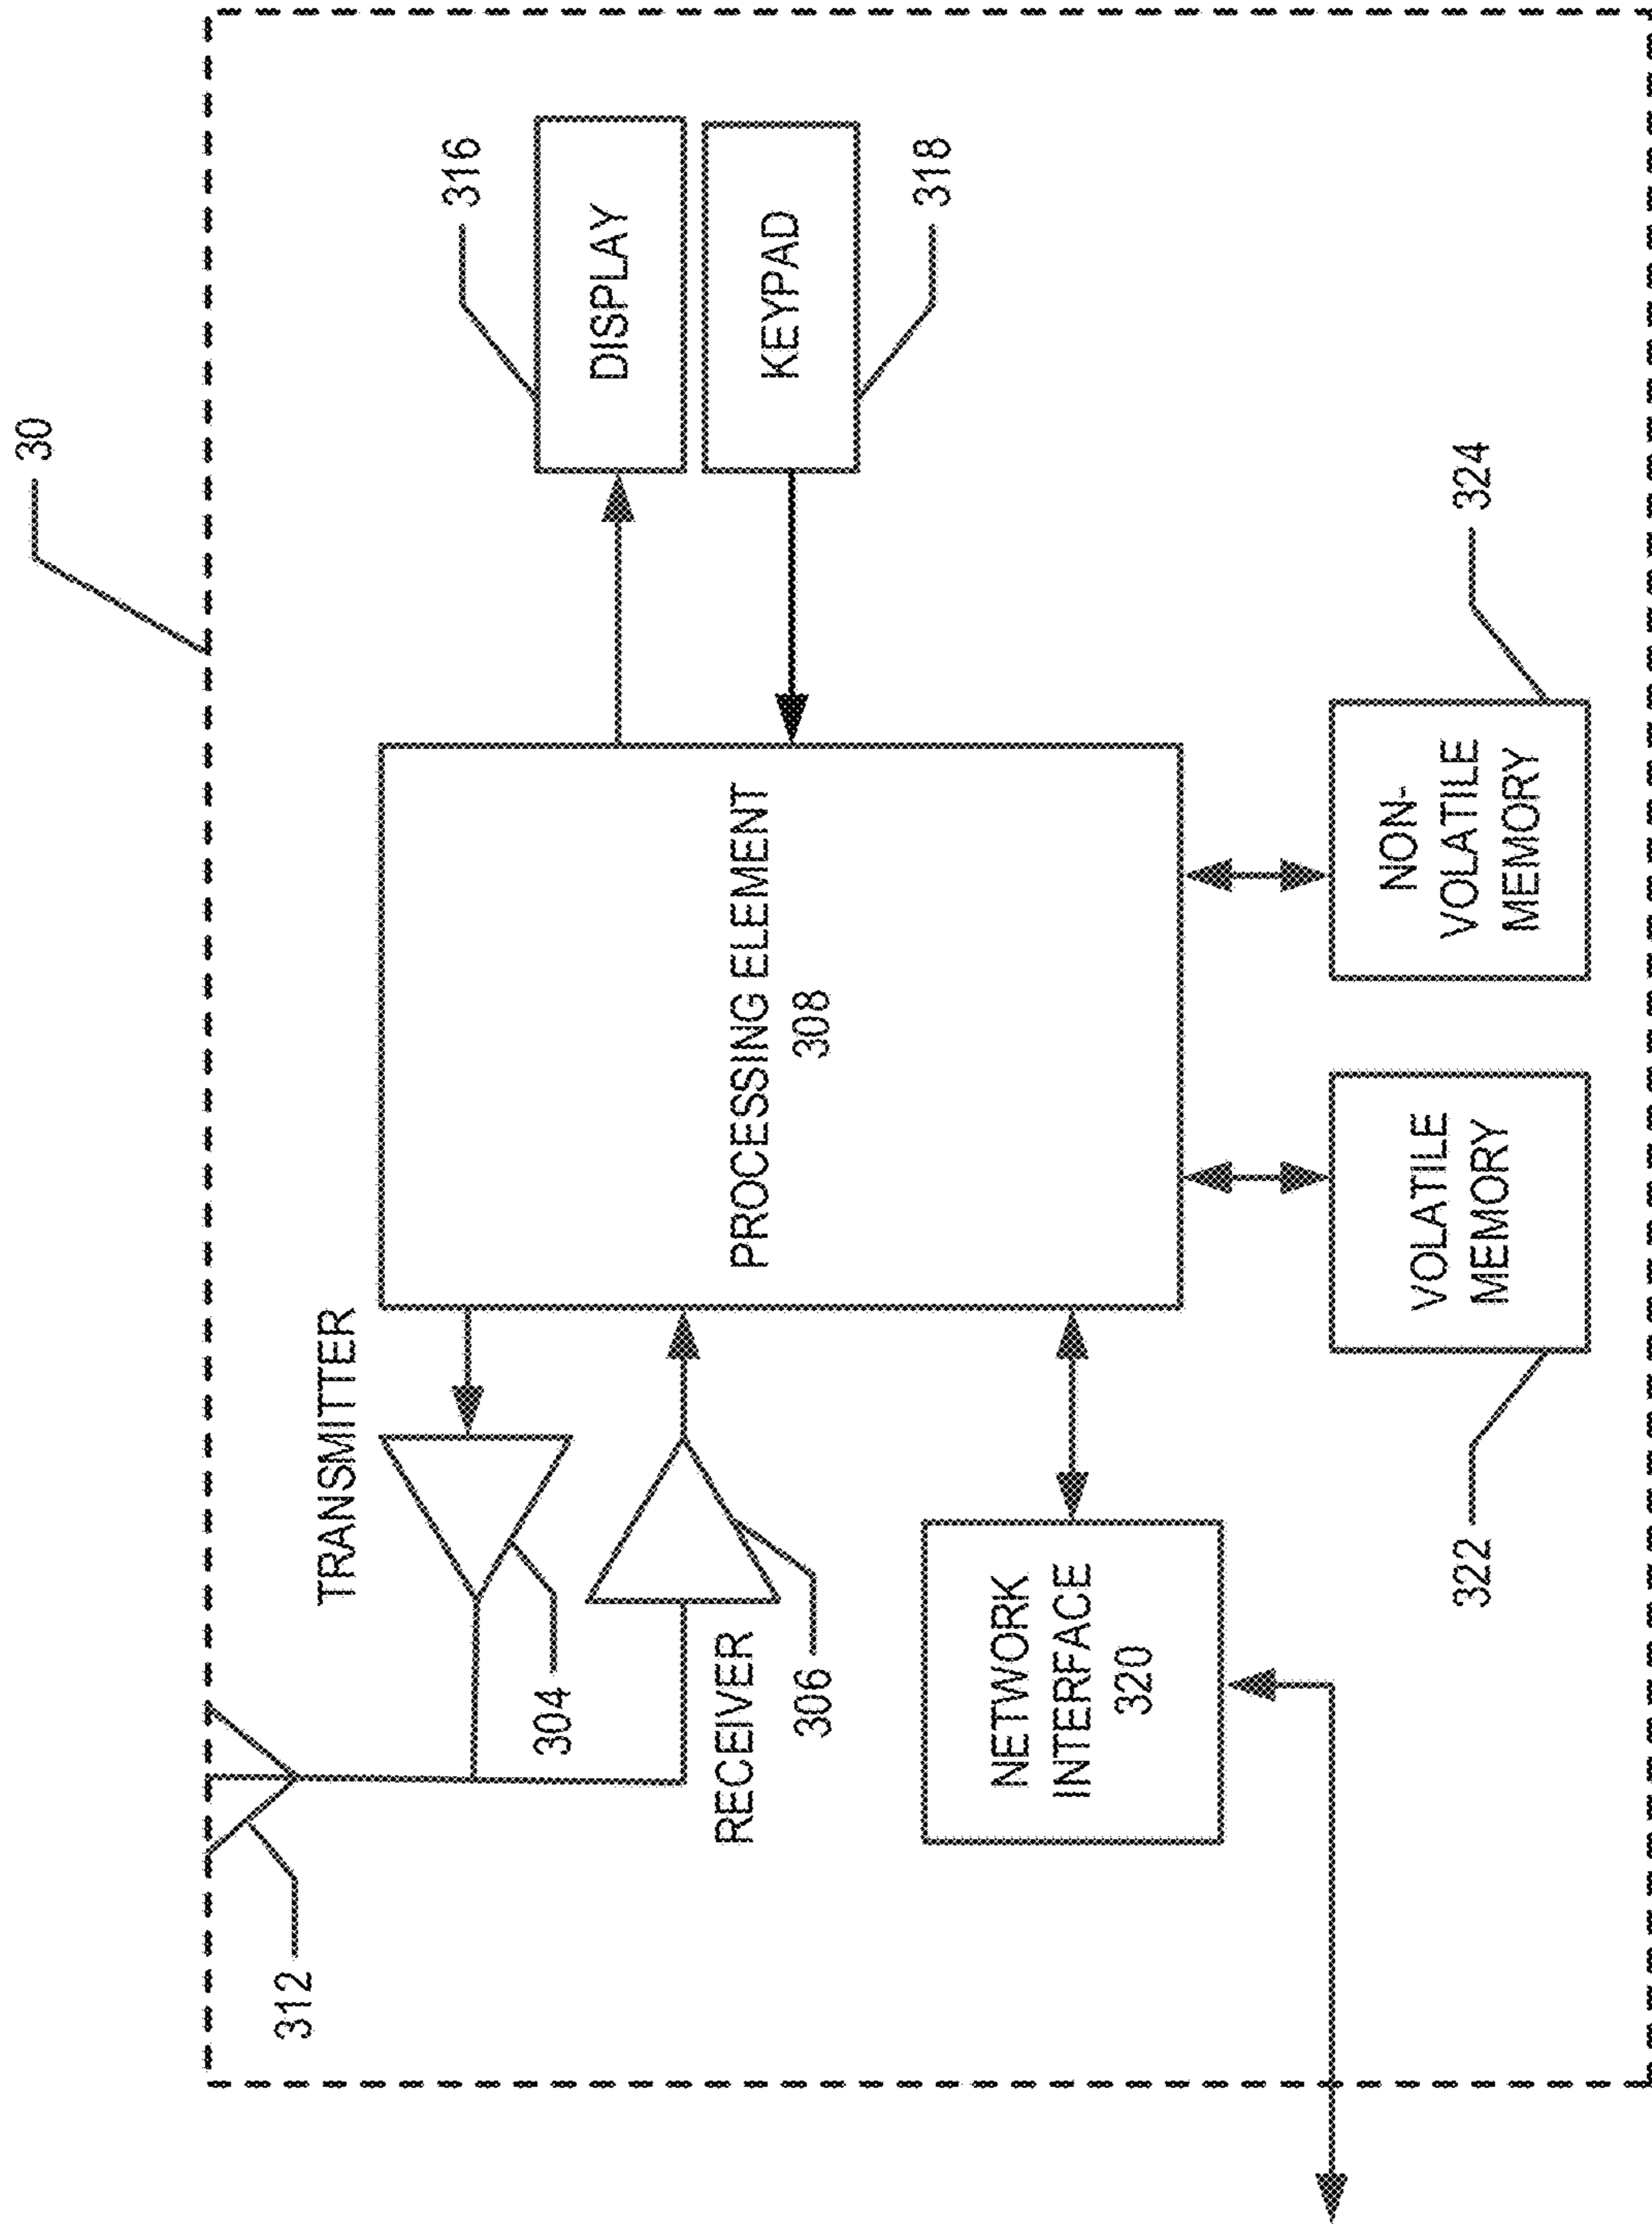 30
312
TRANSMITTER
304
RECEIVER
306
PROCESSING ELEMENT
308
316
DISPLAY
KEYPAD
318
NETWORK
INTERFACE
320
322
VOLATILE
MEMORY
NON-
VOLATILE
MEMORY
324